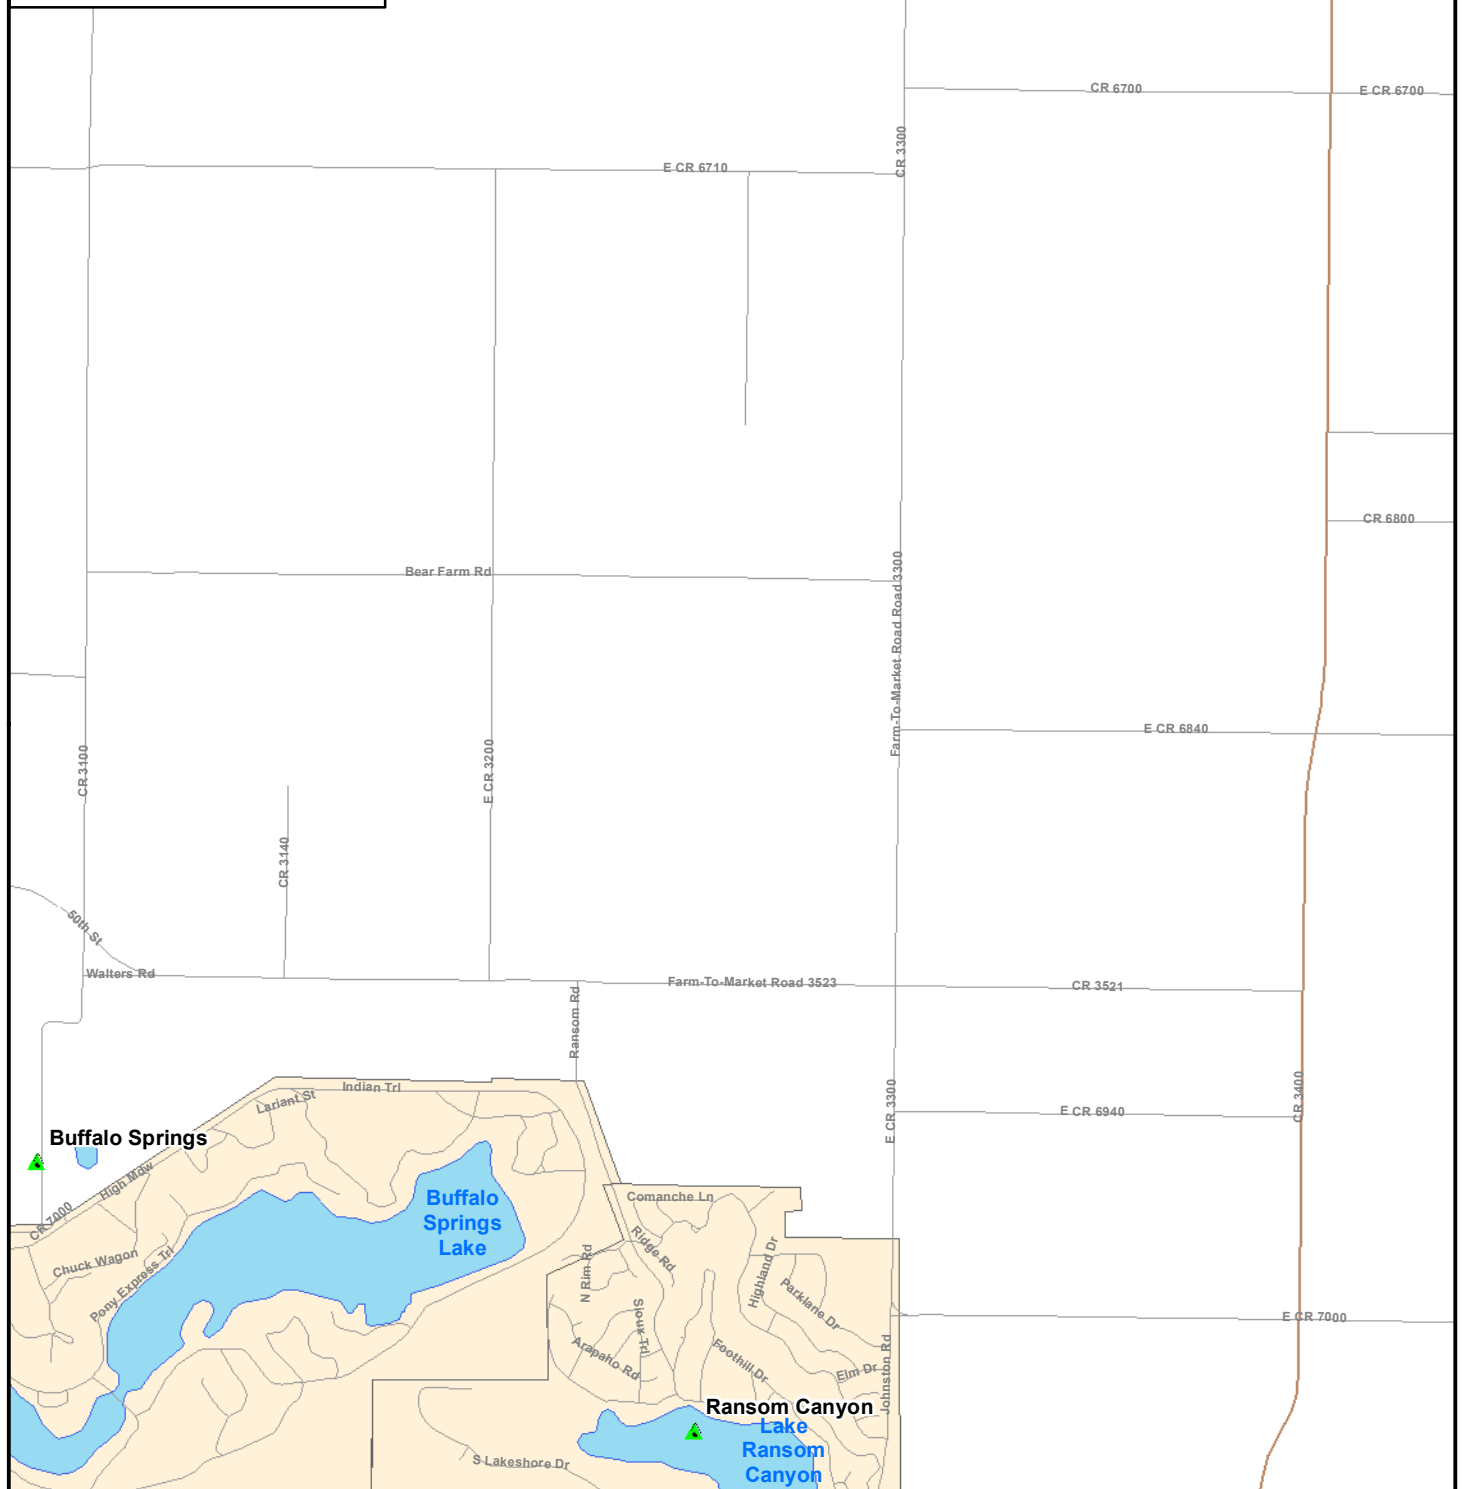 CR 6700
E CR 6700
CR 3300
E CR 6710
CR 6800
Bear Farm Rd
Farm-To-Market Road Road 3300
E CR 6840
CR 3100
E CR 3200
CR 3140
50th St
Walters Rd
Farm-To-Market Road 3523
CR 3521
Ransom Rd
Indian Trl
Lariant St
E CR 3300
E CR 6940
CR 3400
Buffalo Springs
High Mdw
CR 7000
Buffalo
Springs
Lake
Comanche Ln
Ridge Rd
Chuck Wagon
Pony Express Trl
N Rim Rd
Highland Dr
Parklane Dr
Sioux Trl
E CR 7000
Arapaho Rd
Foothill Dr
Elm Dr
Johnston Rd
Ransom Canyon
Lake
Ransom
Canyon
S Lakeshore Dr